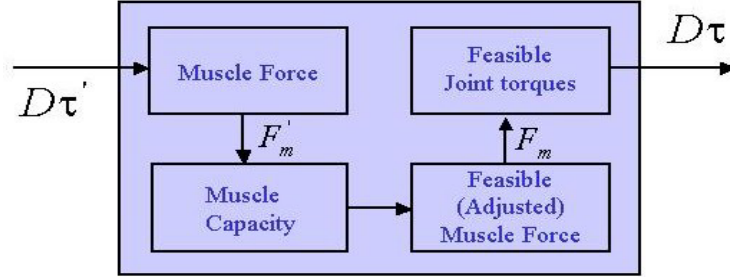 Dτ'
Muscle Force
F'm
Muscle
Capacity
Feasible
(Adjusted)
Muscle Force
Fm
Feasible
Joint torques
Dτ